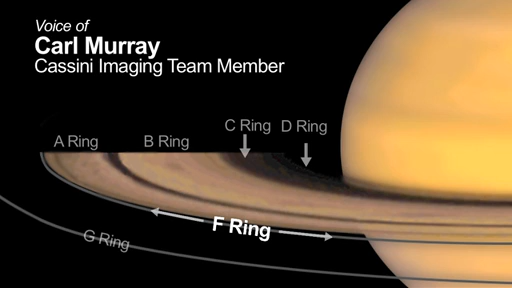 Voice of
Carl Murray
Cassini Imaging Team Member
A Ring
B Ring
C Ring
D Ring
F Ring
G Ring